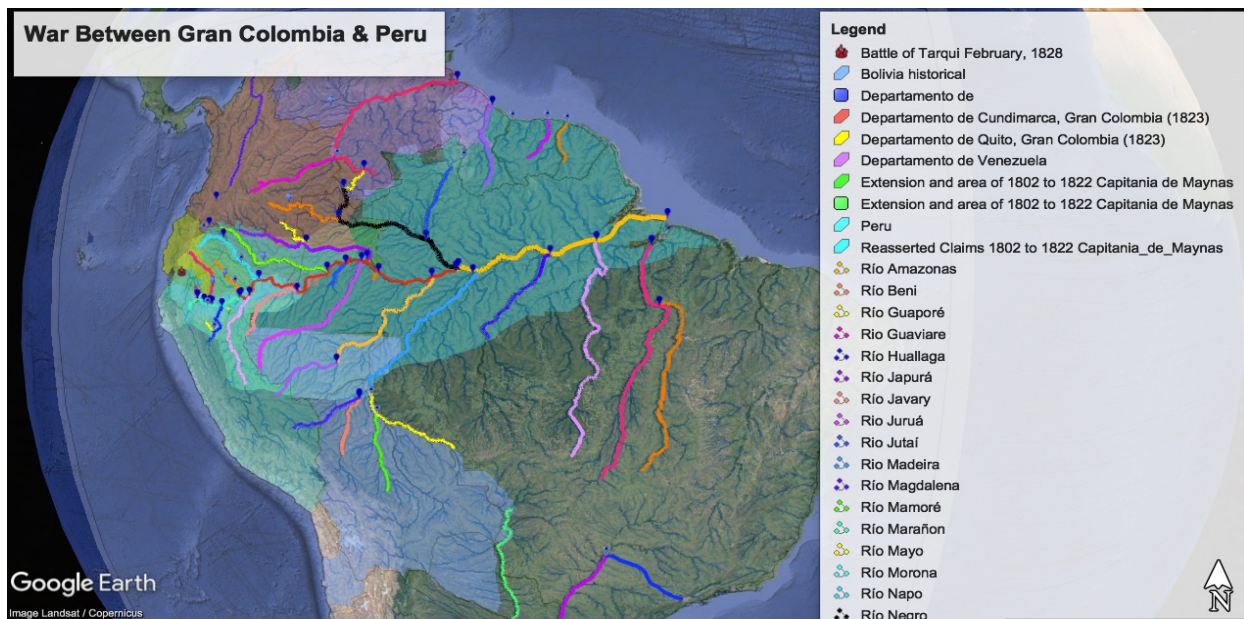 War Between Gran Colombia & Peru
Legend
Battle of Tarqui February, 1828
Bolivia historical
Departamento de
Departamento de Cundimarca, Gran Colombia (1823)
Departamento de Quito, Gran Colombia (1823)
Departamento de Venezuela
Extension and area of 1802 to 1822 Capitania de Maynas
Extension and area of 1802 to 1822 Capitania de Maynas
Peru
Reasserted Claims 1802 to 1822 Capitania_de_Maynas
Río Amazonas
Río Beni
Río Guaporé
Rio Guaviare
Río Huallaga
Río Japurá
Río Javary
Rio Juruá
Rio Jutaí
Rio Madeira
Río Magdalena
Río Mamoré
Río Marañon
Río Mayo
Río Morona
Río Napo
Río Negro
Google Earth
Image Landsat / Copernicus
N